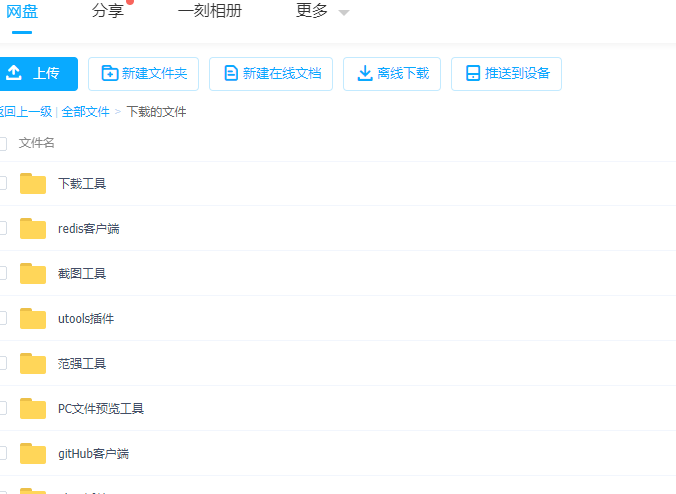 网盘 分享 一刻相册 更多
上传 新建文件夹 新建在线文档 离线下载 推送到设备
返回上一级 | 全部文件 > 下载的文件
文件名
下载工具
redis客户端
截图工具
utools插件
范强工具
PC文件预览工具
gitHub客户端